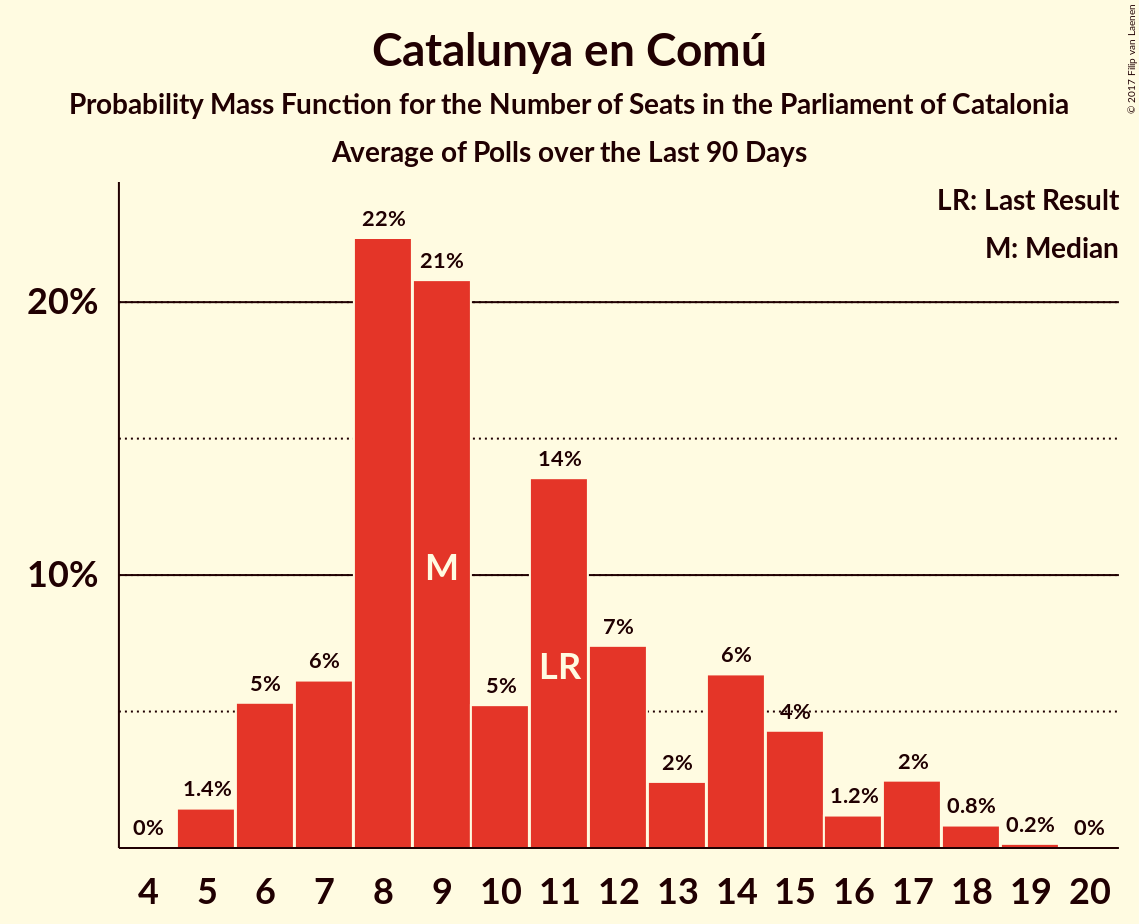 Catalunya en Comú
Probability Mass Function for the Number of Seats in the Parliament of Catalonia
Average of Polls over the Last 90 Days
© 2017 Filip van Laenen
LR: Last Result
M: Median
20%
10%
0%
1.4%
5%
6%
22%
21%
5%
14%
7%
2%
6%
4%
1.2%
2%
0.8%
0.2%
0%
M
LR
4 5 6 7 8 9 10 11 12 13 14 15 16 17 18 19 20